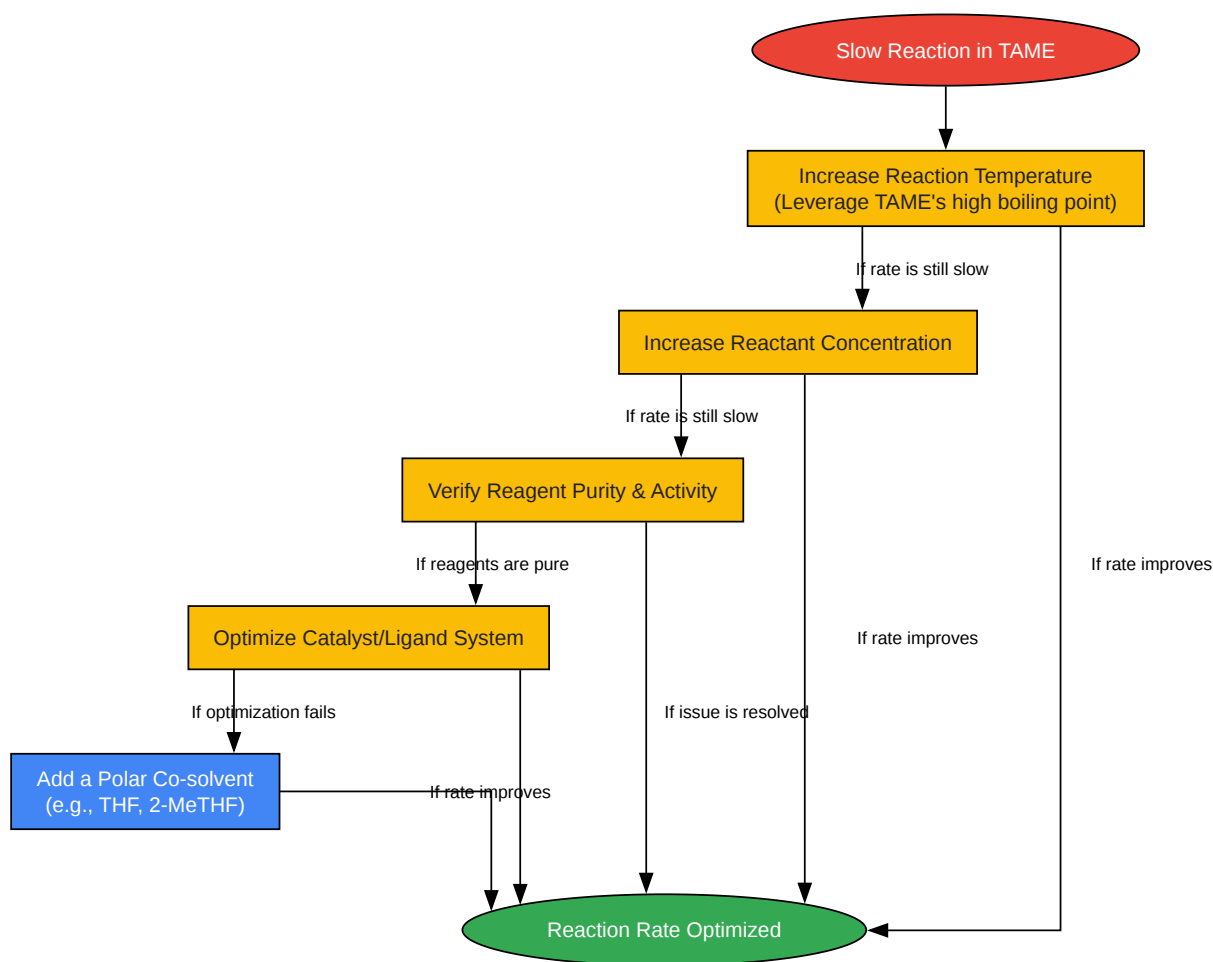 Slow Reaction in TAME
Increase Reaction Temperature
(Leverage TAME's high boiling point)
If rate is still slow
Increase Reactant Concentration
If rate is still slow
Verify Reagent Purity & Activity
If reagents are pure
If rate improves
Optimize Catalyst/Ligand System
If rate improves
If optimization fails
If issue is resolved
Add a Polar Co-solvent
(e.g., THF, 2-MeTHF)
If rate improves
Reaction Rate Optimized